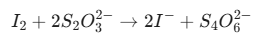 I₂ + 2S₂O₃²⁻ → 2I⁻ + S₄O₆²⁻